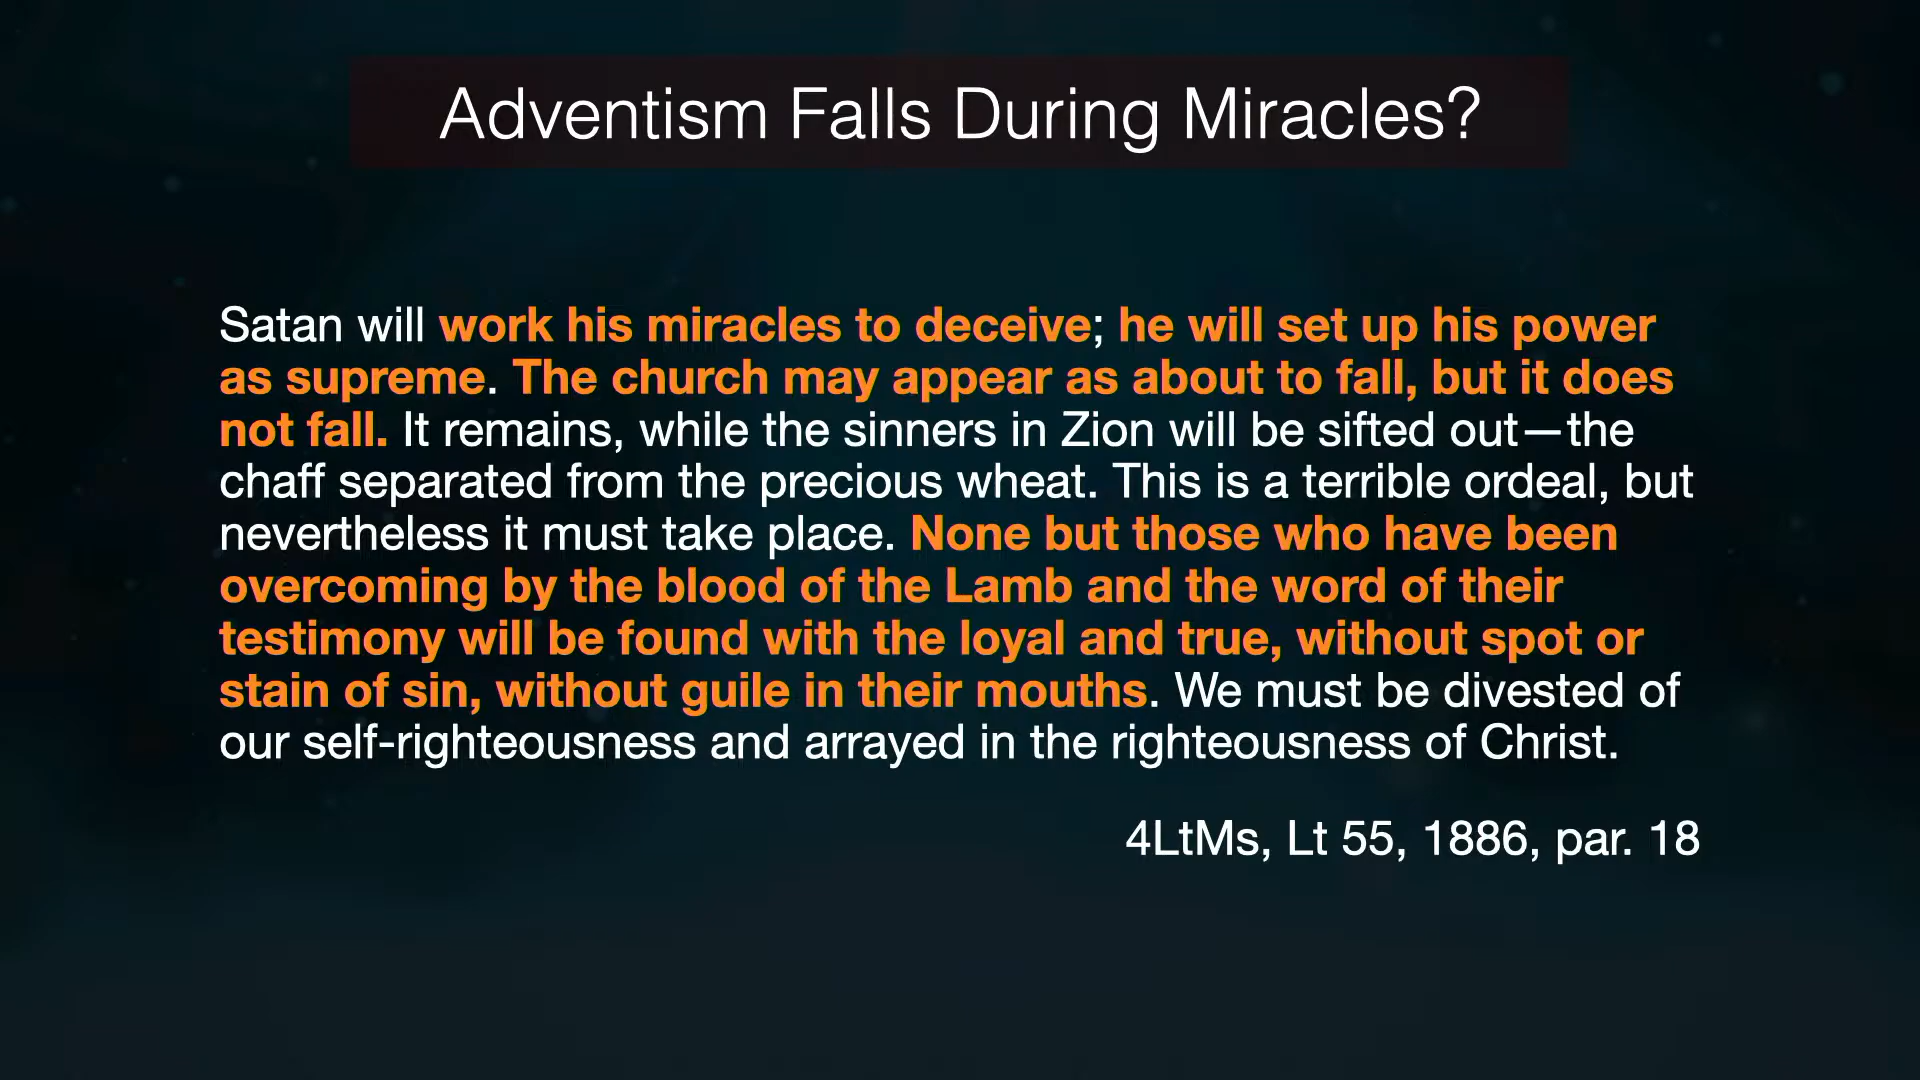 Adventism Falls During Miracles?
Satan will work his miracles to deceive; he will set up his power
as supreme. The church may appear as about to fall, but it does
not fall. It remains, while the sinners in Zion will be sifted out—the
chaff separated from the precious wheat. This is a terrible ordeal, but
nevertheless it must take place. None but those who have been
overcoming by the blood of the Lamb and the word of their
testimony will be found with the loyal and true, without spot or
stain of sin, without guile in their mouths. We must be divested of
our self-righteousness and arrayed in the righteousness of Christ.
4LtMs, Lt 55, 1886, par. 18